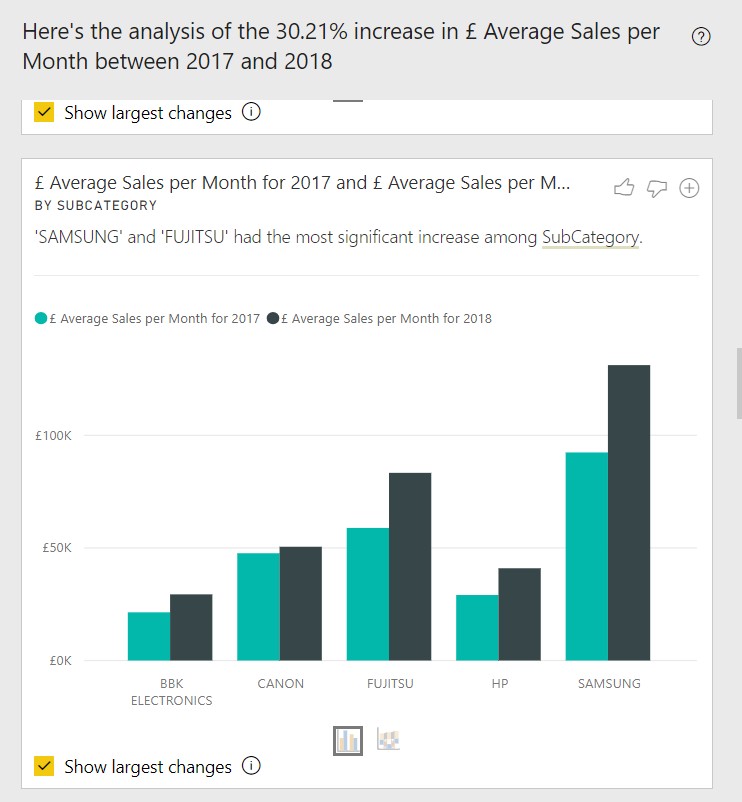 Here's the analysis of the 30.21% increase in £ Average Sales per
Month between 2017 and 2018
Show largest changes
£ Average Sales per Month for 2017 and £ Average Sales per M...
BY SUBCATEGORY
'SAMSUNG' and 'FUJITSU' had the most significant increase among SubCategory.
£ Average Sales per Month for 2017 £ Average Sales per Month for 2018
£100K
£50K
£0K
BBK CANON FUJITSU HP SAMSUNG
ELECTRONICS
Show largest changes